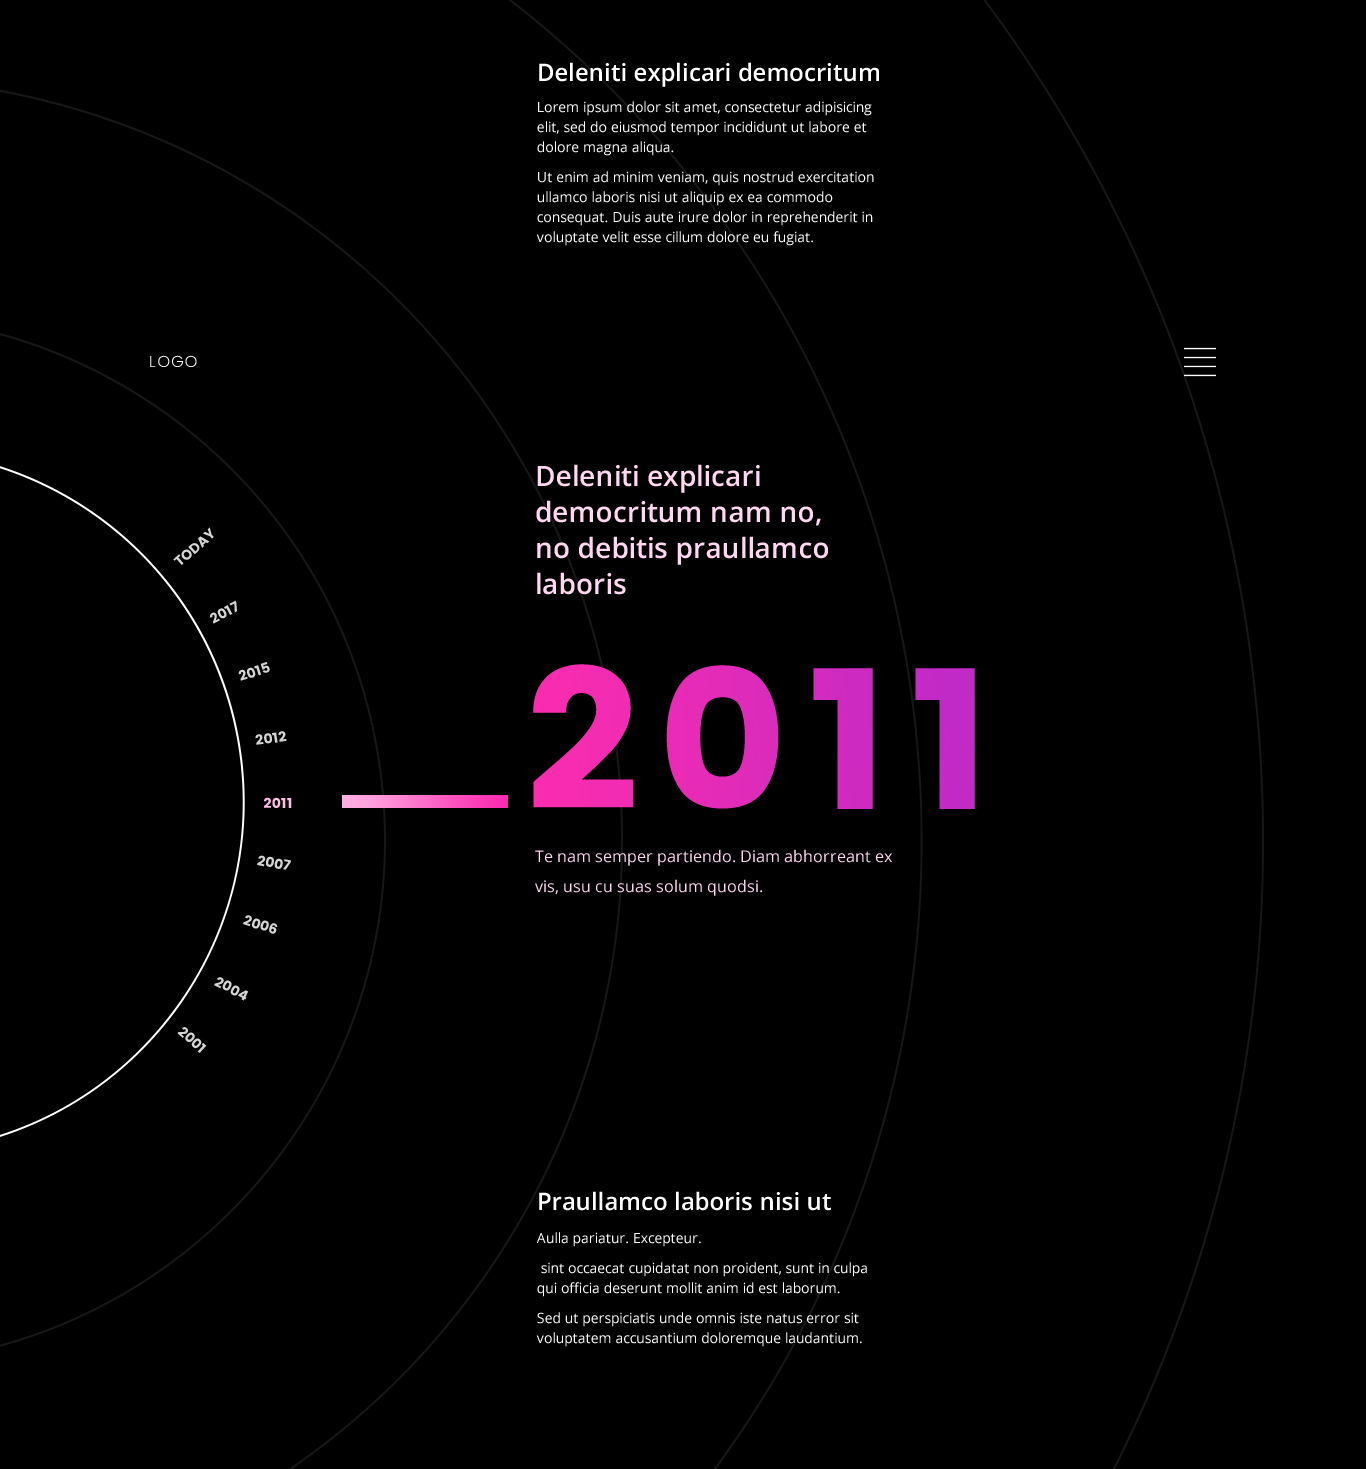 Deleniti explicari democritum
Lorem ipsum dolor sit amet, consectetur adipisicing
elit, sed do eiusmod tempor incididunt ut labore et
dolore magna aliqua.
Ut enim ad minim veniam, quis nostrud exercitation
ullamco laboris nisi ut aliquip ex ea commodo
consequat. Duis aute irure dolor in reprehenderit in
voluptate velit esse cillum dolore eu fugiat.
LOGO
Deleniti explicari
democritum nam no,
no debitis praullamco
laboris
TODAY
2017
2015
2012
2011
2007
2006
2004
2001
2011
Te nam semper partiendo. Diam abhorreant ex
vis, usu cu suas solum quodsi.
Praullamco laboris nisi ut
Aulla pariatur. Excepteur.
sint occaecat cupidatat non proident, sunt in culpa
qui officia deserunt mollit anim id est laborum.
Sed ut perspiciatis unde omnis iste natus error sit
voluptatem accusantium doloremque laudantium.